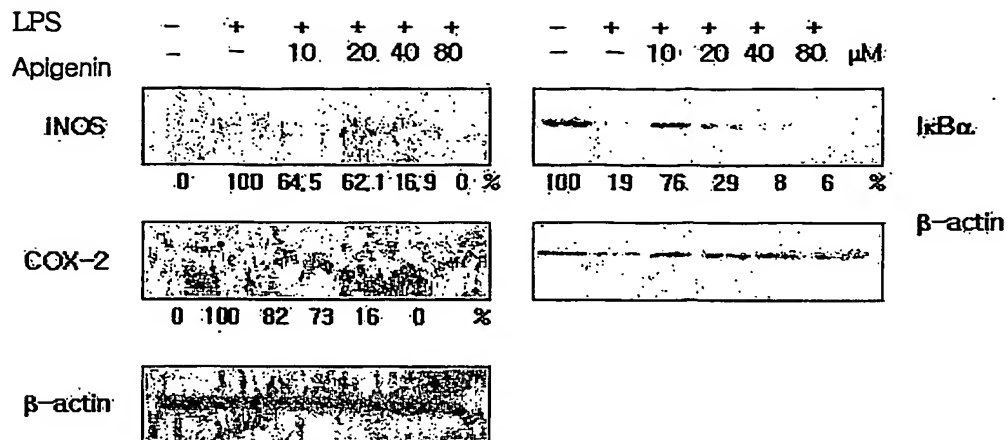 LPS − + + + + + − + + + + +
Apigenin − − 10 20 40 80 − − 10 20 40 80 μM
iNOS IκBα
0 100 64.5 62.1 16.9 0 % 100 19 76 29 8 6 %
β-actin
COX-2
0 100 82 73 16 0 %
β-actin